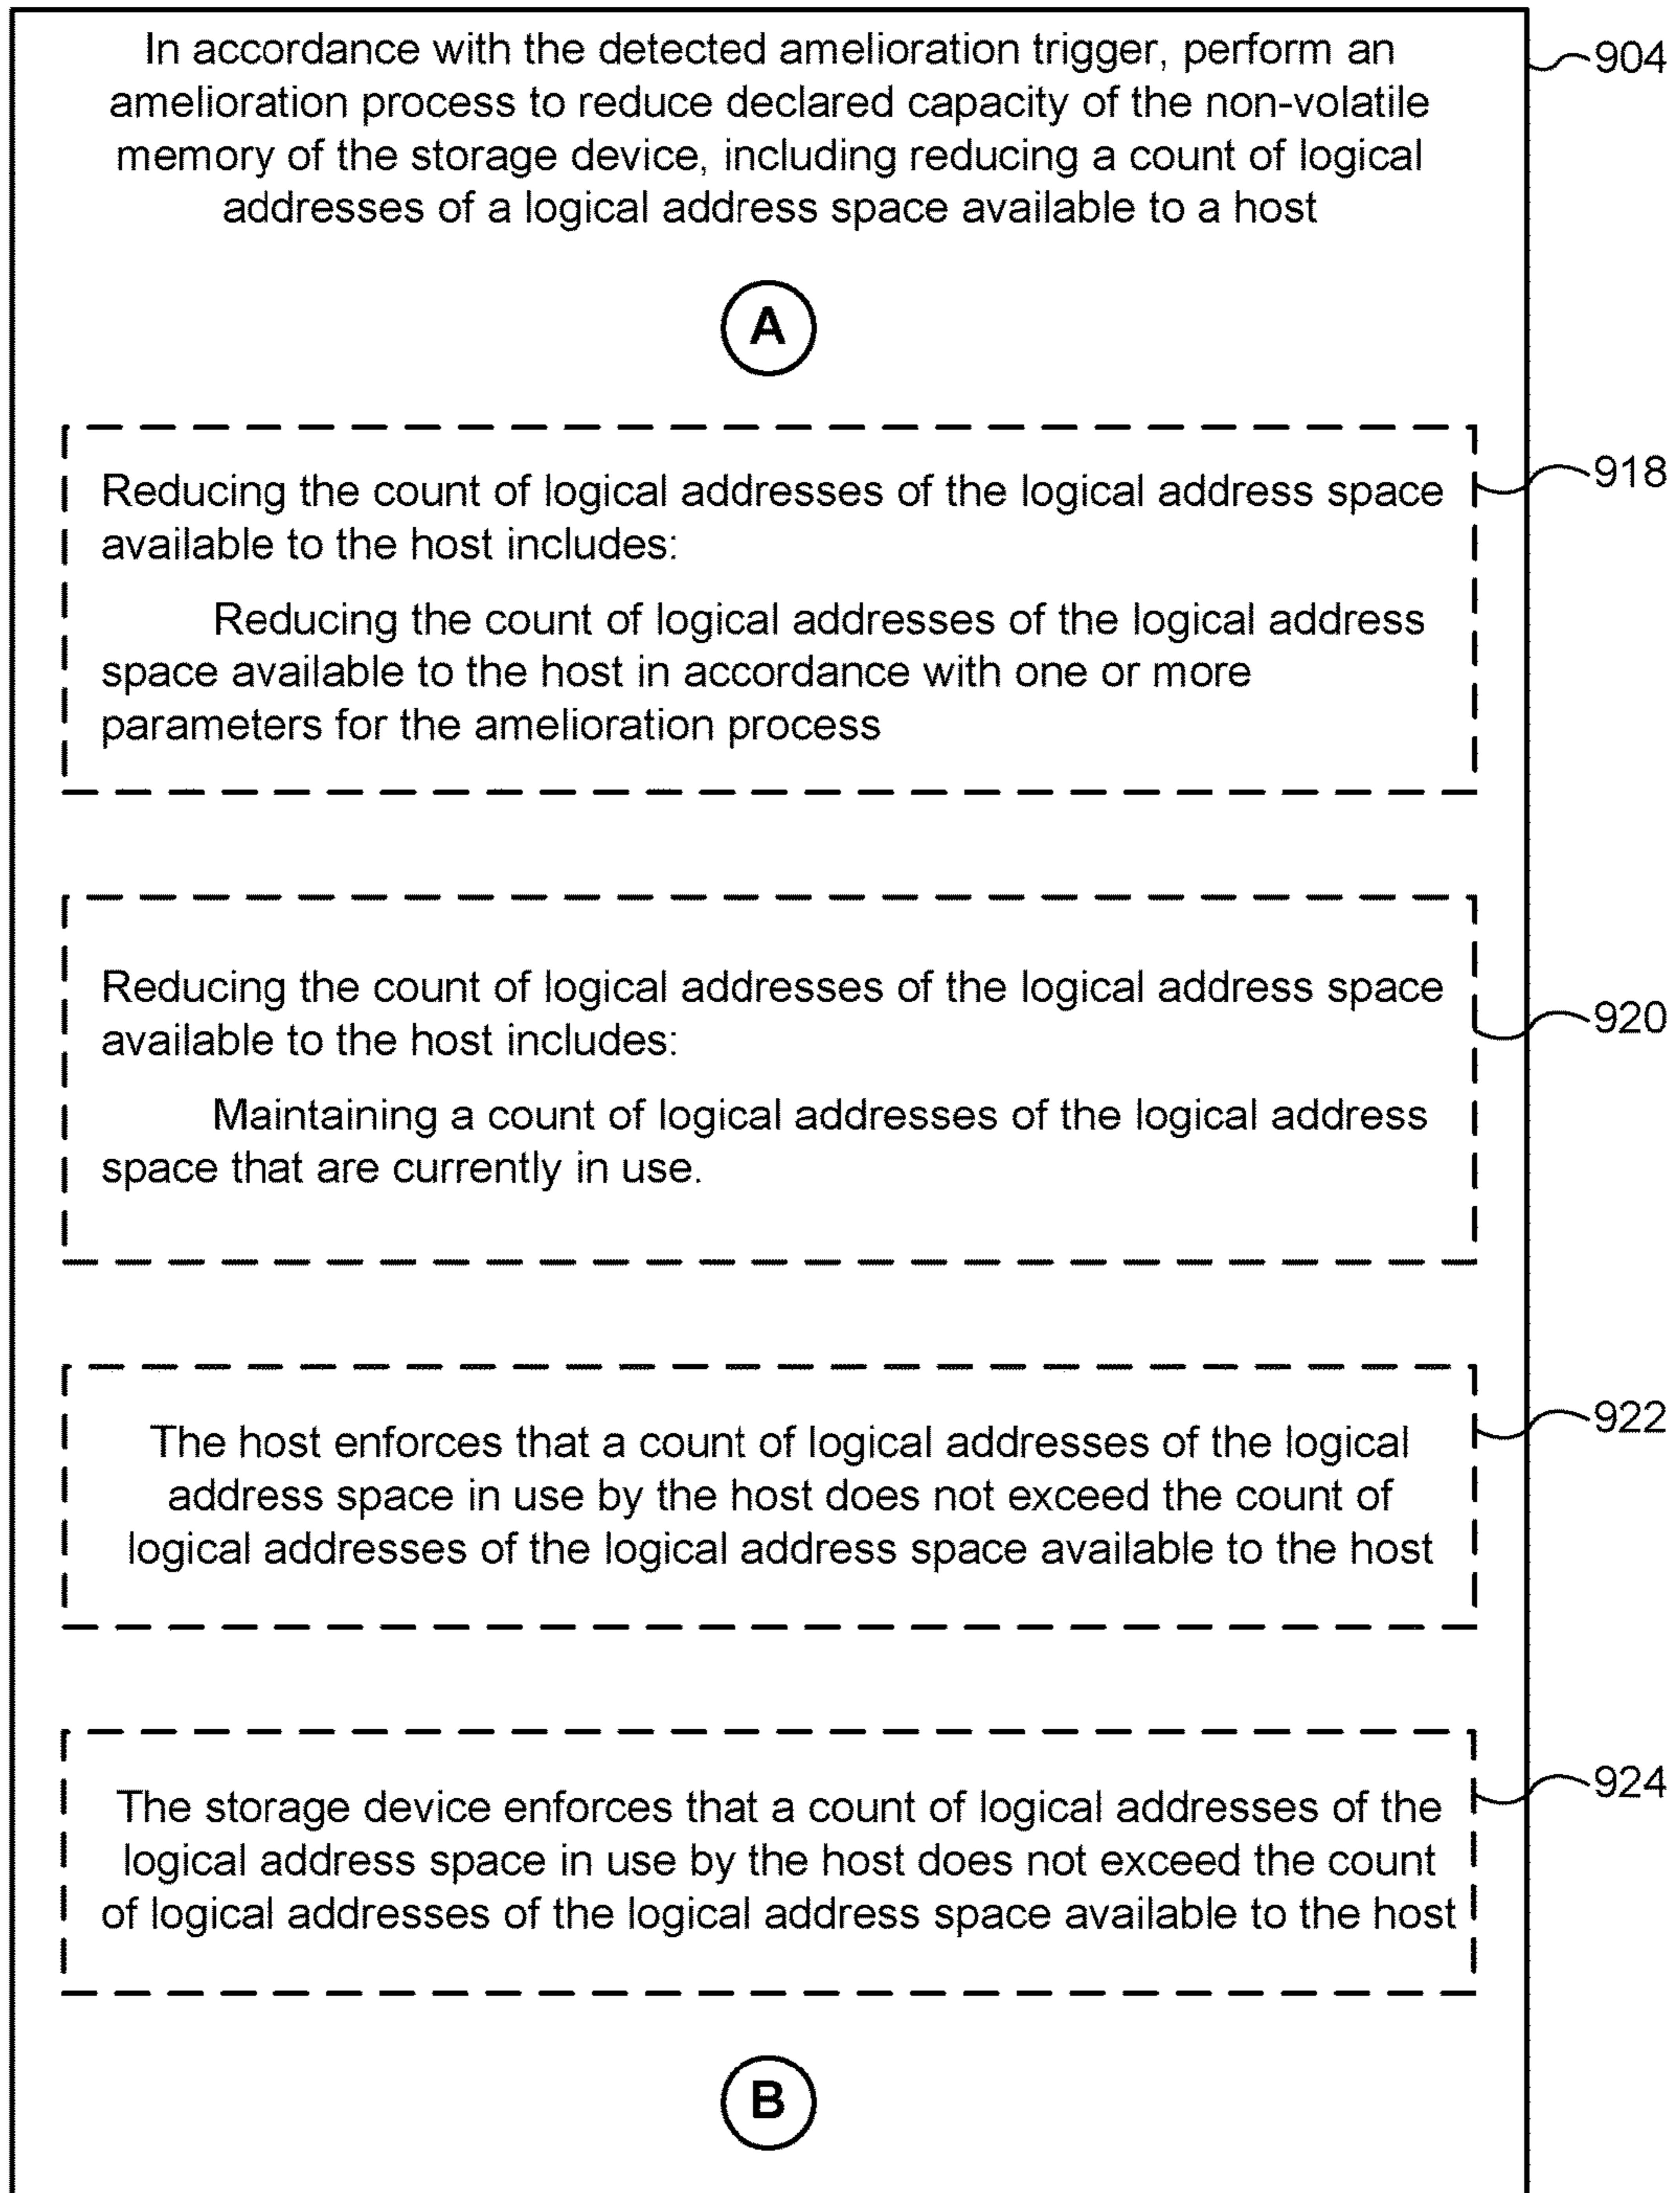 In accordance with the detected amelioration trigger, perform an
904
amelioration process to reduce declared capacity of the non-volatile
memory of the storage device, including reducing a count of logical
addresses of a logical address space available to a host
A
918
Reducing the count of logical addresses of the logical address space
available to the host includes:
Reducing the count of logical addresses of the logical address
space available to the host in accordance with one or more
parameters for the amelioration process
Reducing the count of logical addresses of the logical address space
920
available to the host includes:
Maintaining a count of logical addresses of the logical address
space that are currently in use.
922
The host enforces that a count of logical addresses of the logical
address space in use by the host does not exceed the count of
logical addresses of the logical address space available to the host
924
The storage device enforces that a count of logical addresses of the
logical address space in use by the host does not exceed the count
of logical addresses of the logical address space available to the host
B